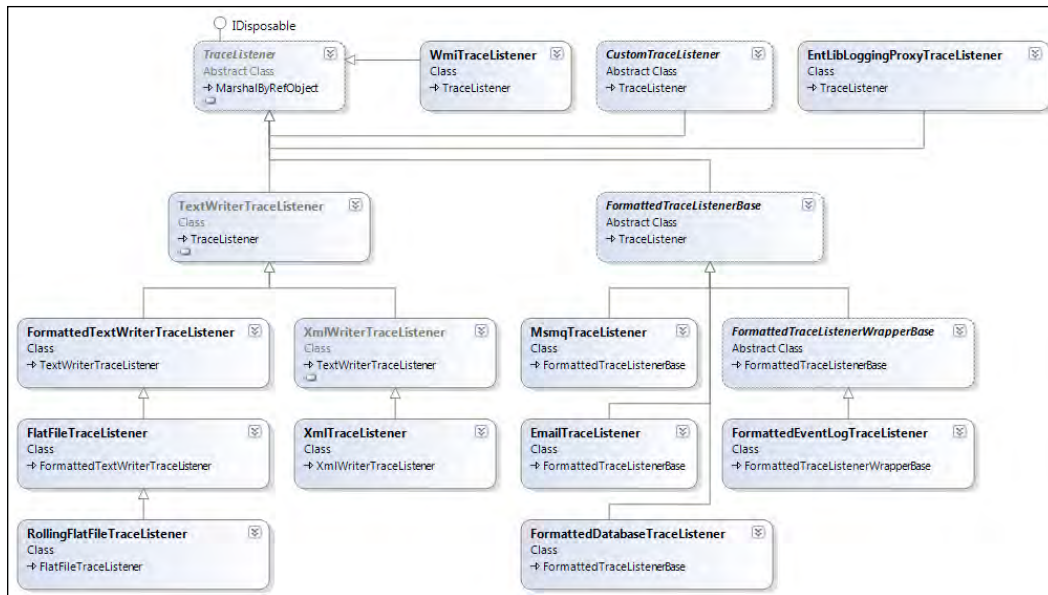 IDisposable
TraceListener
Abstract Class
MarshalByRefObject
WmiTraceListener
Class
TraceListener
CustomTraceListener
Abstract Class
TraceListener
EntLibLoggingProxyTraceListener
Class
TraceListener
TextWriterTraceListener
Class
TraceListener
FormattedTraceListenerBase
Abstract Class
TraceListener
FormattedTextWriterTraceListener
Class
TextWriterTraceListener
XmlWriterTraceListener
Class
TextWriterTraceListener
MsmqTraceListener
Class
FormattedTraceListenerBase
FormattedTraceListenerWrapperBase
Abstract Class
FormattedTraceListenerBase
FlatFileTraceListener
Class
FormattedTextWriterTraceListener
XmlTraceListener
Class
XmlWriterTraceListener
EmailTraceListener
Class
FormattedTraceListenerBase
FormattedEventLogTraceListener
Class
FormattedTraceListenerWrapperBase
RollingFlatFileTraceListener
Class
FlatFileTraceListener
FormattedDatabaseTraceListener
Class
FormattedTraceListenerBase